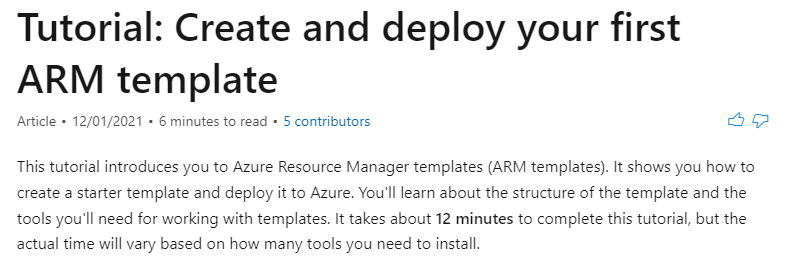 Tutorial: Create and deploy your first
ARM template
Article • 12/01/2021 • 6 minutes to read • 5 contributors
This tutorial introduces you to Azure Resource Manager templates (ARM templates). It shows you how to
create a starter template and deploy it to Azure. You'll learn about the structure of the template and the
tools you'll need for working with templates. It takes about 12 minutes to complete this tutorial, but the
actual time will vary based on how many tools you need to install.